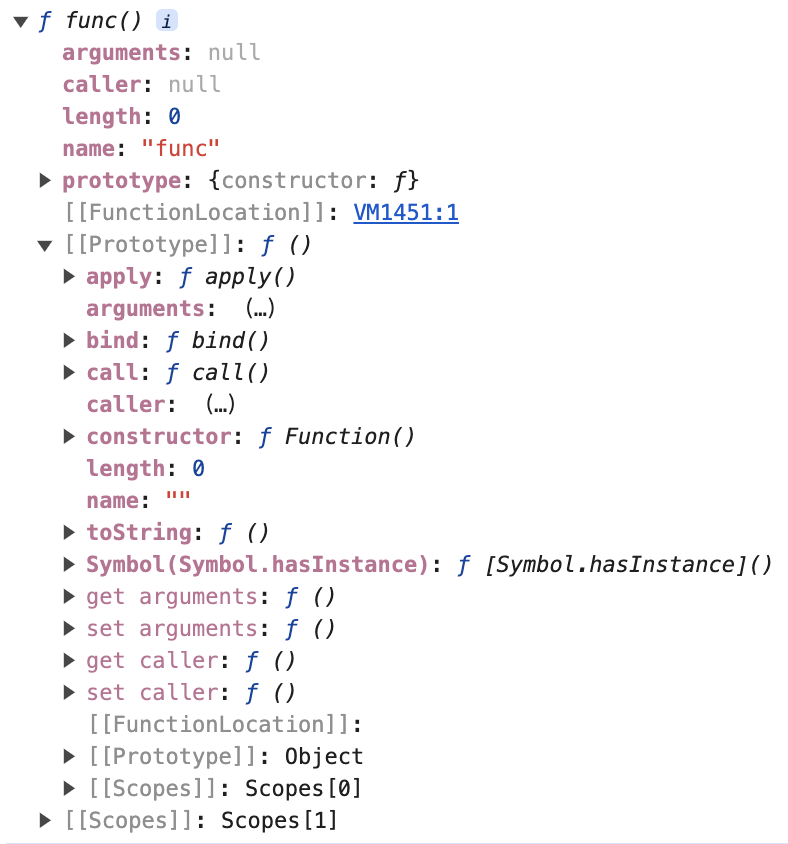 ▼ ƒ func() i
arguments: null
caller: null
length: 0
name: "func"
▶ prototype: {constructor: ƒ}
[[FunctionLocation]]: VM1451:1
▼ [[Prototype]]: ƒ ()
▶ apply: ƒ apply()
arguments: (…)
▶ bind: ƒ bind()
▶ call: ƒ call()
caller: (…)
▶ constructor: ƒ Function()
length: 0
name: ""
▶ toString: ƒ ()
▶ Symbol(Symbol.hasInstance): ƒ [Symbol.hasInstance]()
▶ get arguments: ƒ ()
▶ set arguments: ƒ ()
▶ get caller: ƒ ()
▶ set caller: ƒ ()
[[FunctionLocation]]:
▶ [[Prototype]]: Object
▶ [[Scopes]]: Scopes[0]
▶ [[Scopes]]: Scopes[1]